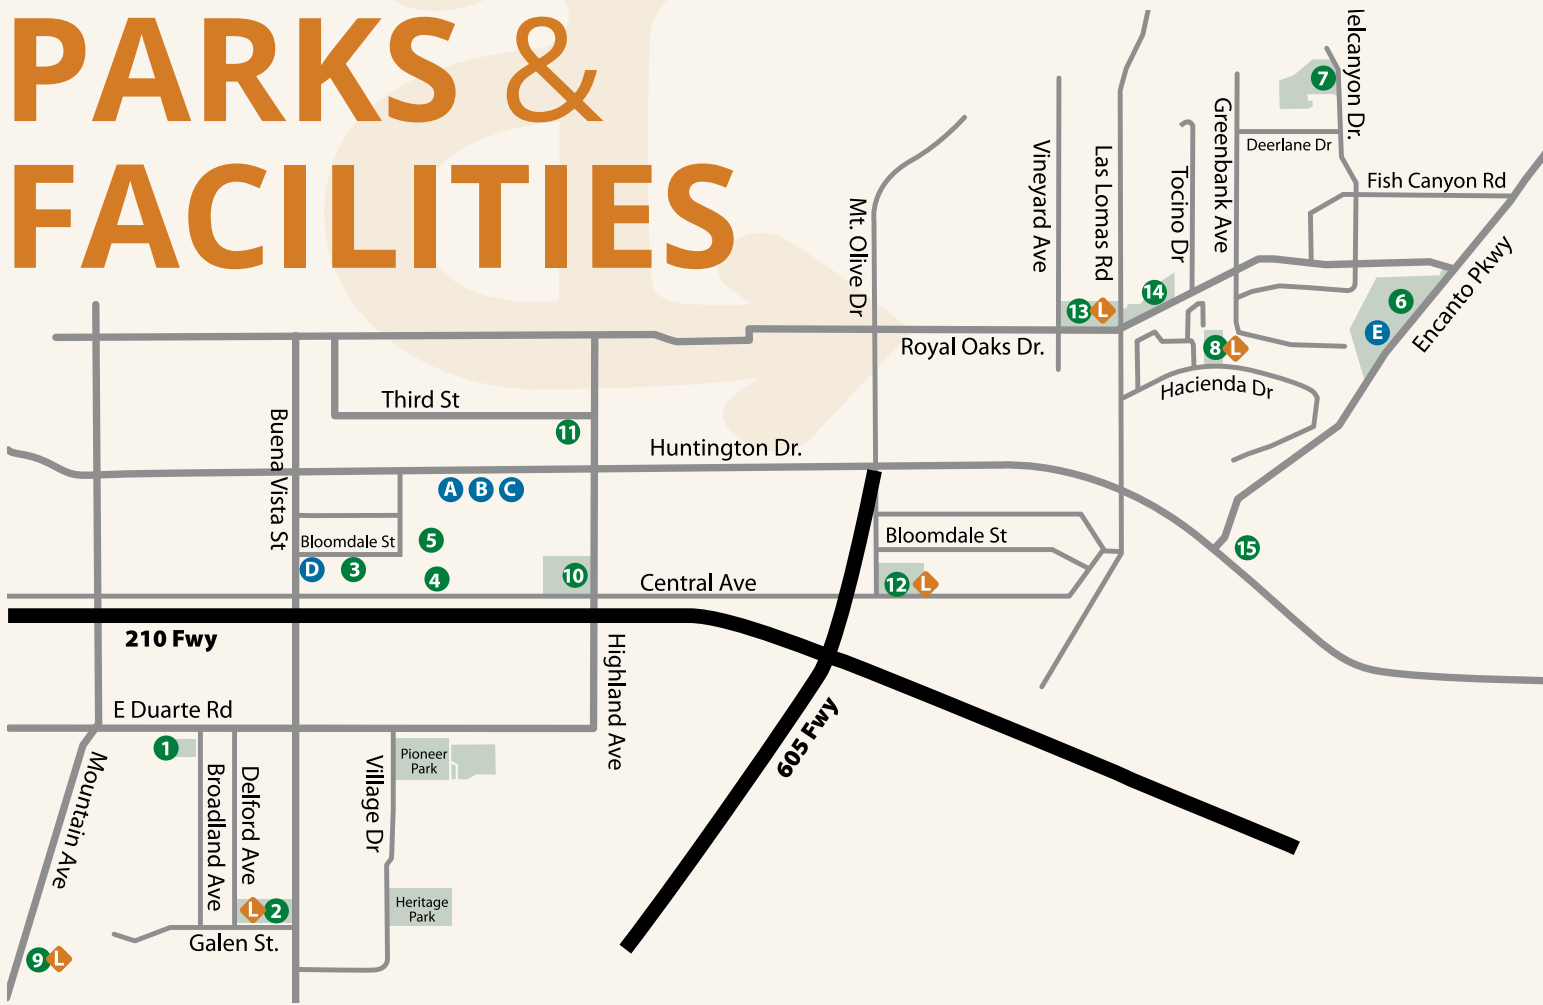 PARKS &
FACILITIES
elcanyon Dr.
7
Greenbank Ave
Deerlane Dr
Vineyard Ave
Las Lomas Rd
Tocino Dr
Fish Canyon Rd
Mt. Olive Dr
Encanto Pkwy
14
6
13 L
E
Royal Oaks Dr.
8 L
Hacienda Dr
Third St
Buena Vista St
11
Huntington Dr.
A B C
Bloomdale St
5
Bloomdale St
15
D 3
4
10
Central Ave
12 L
210 Fwy
Highland Ave
E Duarte Rd
605 Fwy
1
Pioneer
Park
Mountain Ave
Broadland Ave
Delford Ave
Village Dr
L 2
Heritage
Park
Galen St.
9 L